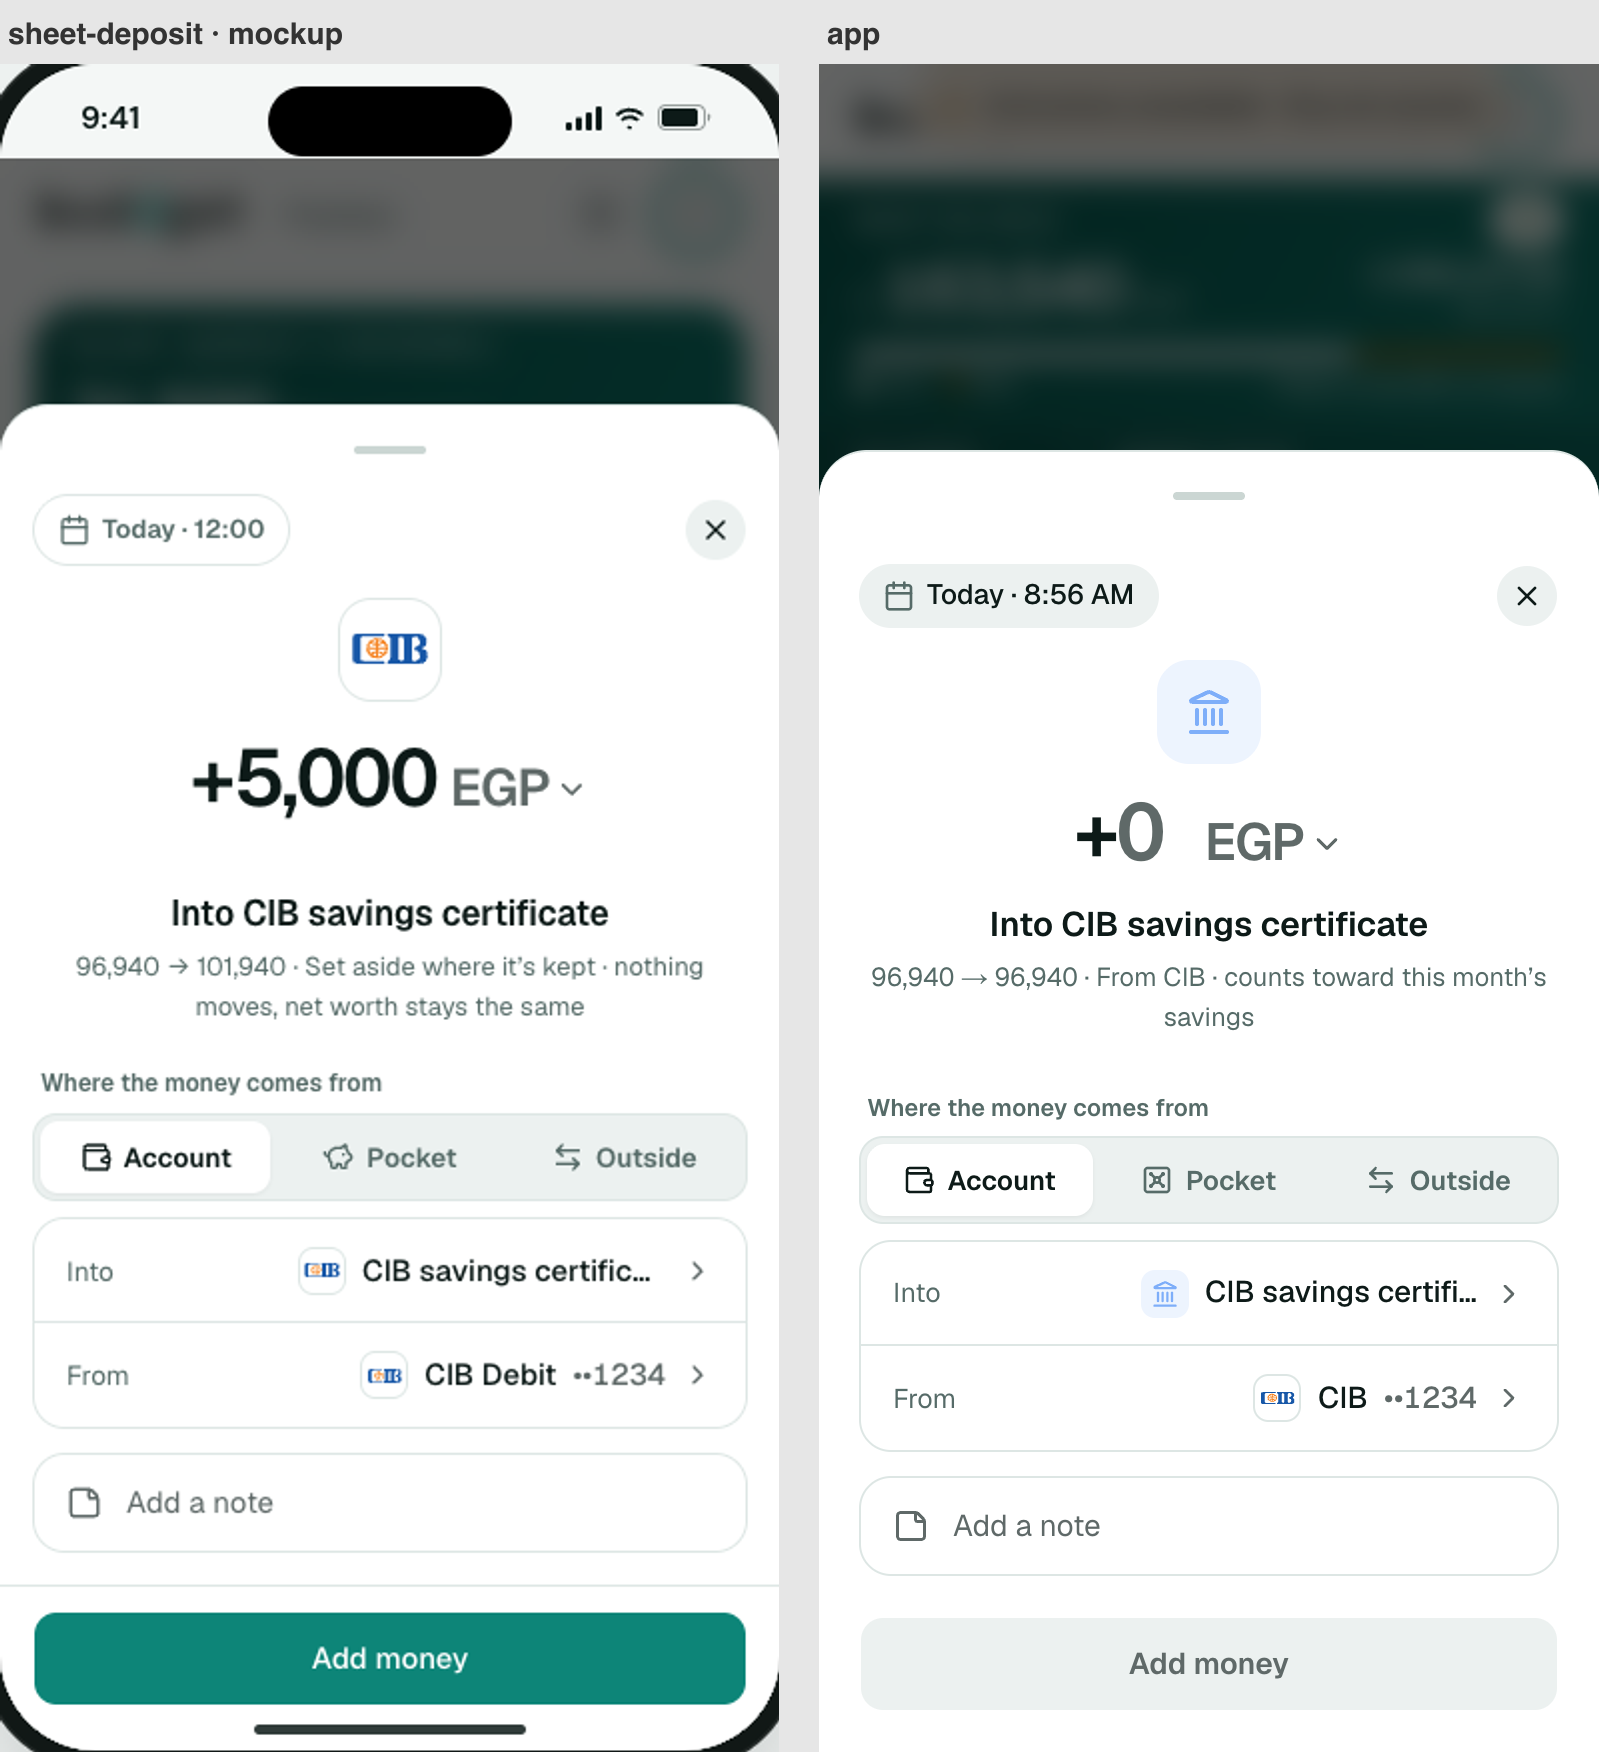 sheet-deposit · mockup
9:41
Today · 12:00
CIB
+5,000 EGP
Into CIB savings certificate
96,940 → 101,940 · Set aside where it’s kept · nothing
moves, net worth stays the same
Where the money comes from
Account Pocket Outside
Into CIB CIB savings certific...
From CIB CIB Debit ••1234
Add a note
Add money
app
Today · 8:56 AM
+0 EGP
Into CIB savings certificate
96,940 → 96,940 · From CIB · counts toward this month’s
savings
Where the money comes from
Account Pocket Outside
Into CIB savings certifi...
From CIB CIB ••1234
Add a note
Add money